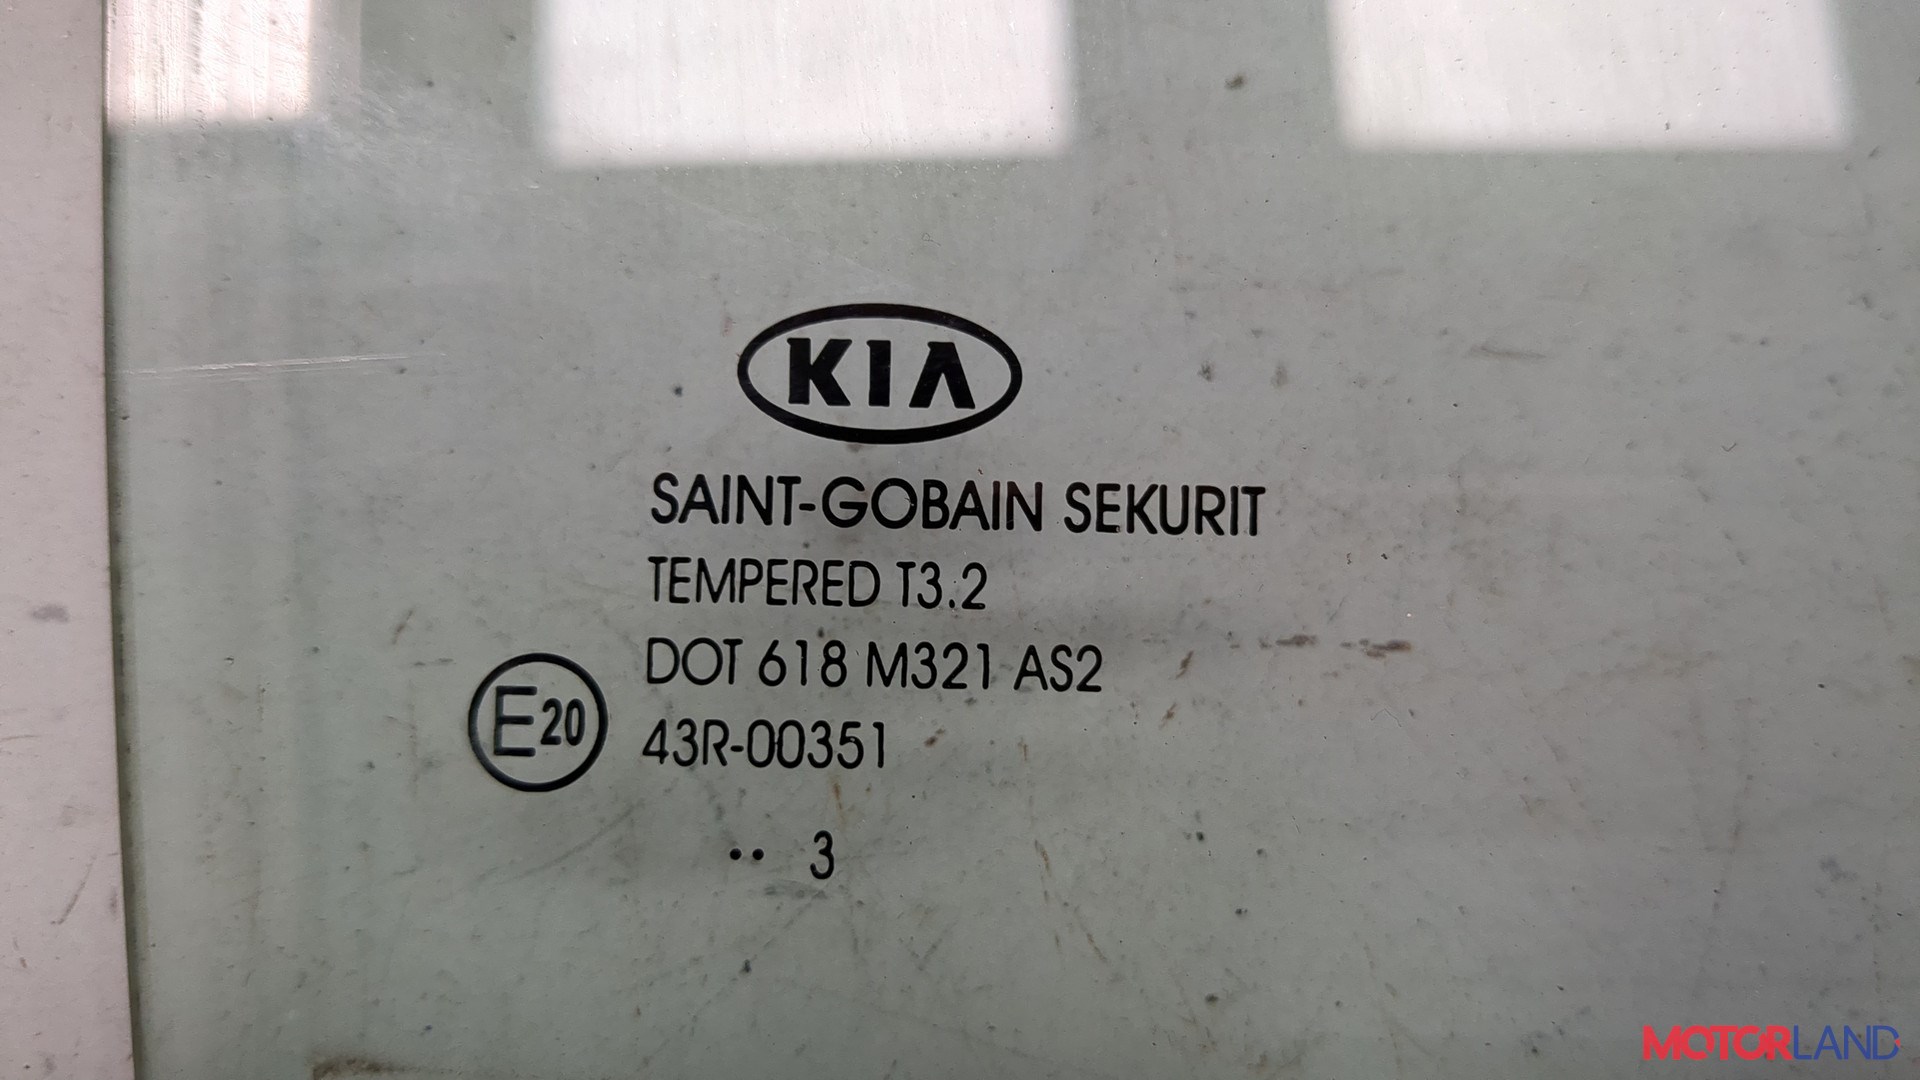 KIA
SAINT-GOBAIN SEKURIT
TEMPERED T3.2
DOT 618 M321 AS2
E20 43R-00351
•• 3
MOTORLAND